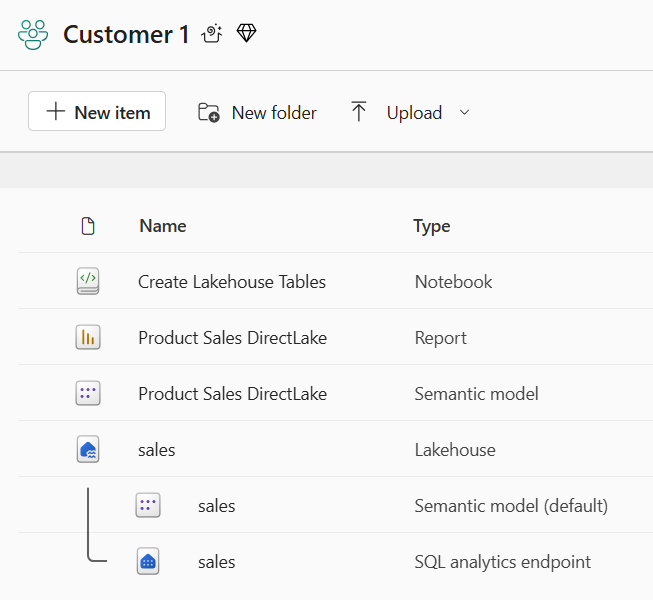 Customer 1
New item New folder Upload
Name Type
Create Lakehouse Tables Notebook
Product Sales DirectLake Report
Product Sales DirectLake Semantic model
sales Lakehouse
sales Semantic model (default)
sales SQL analytics endpoint